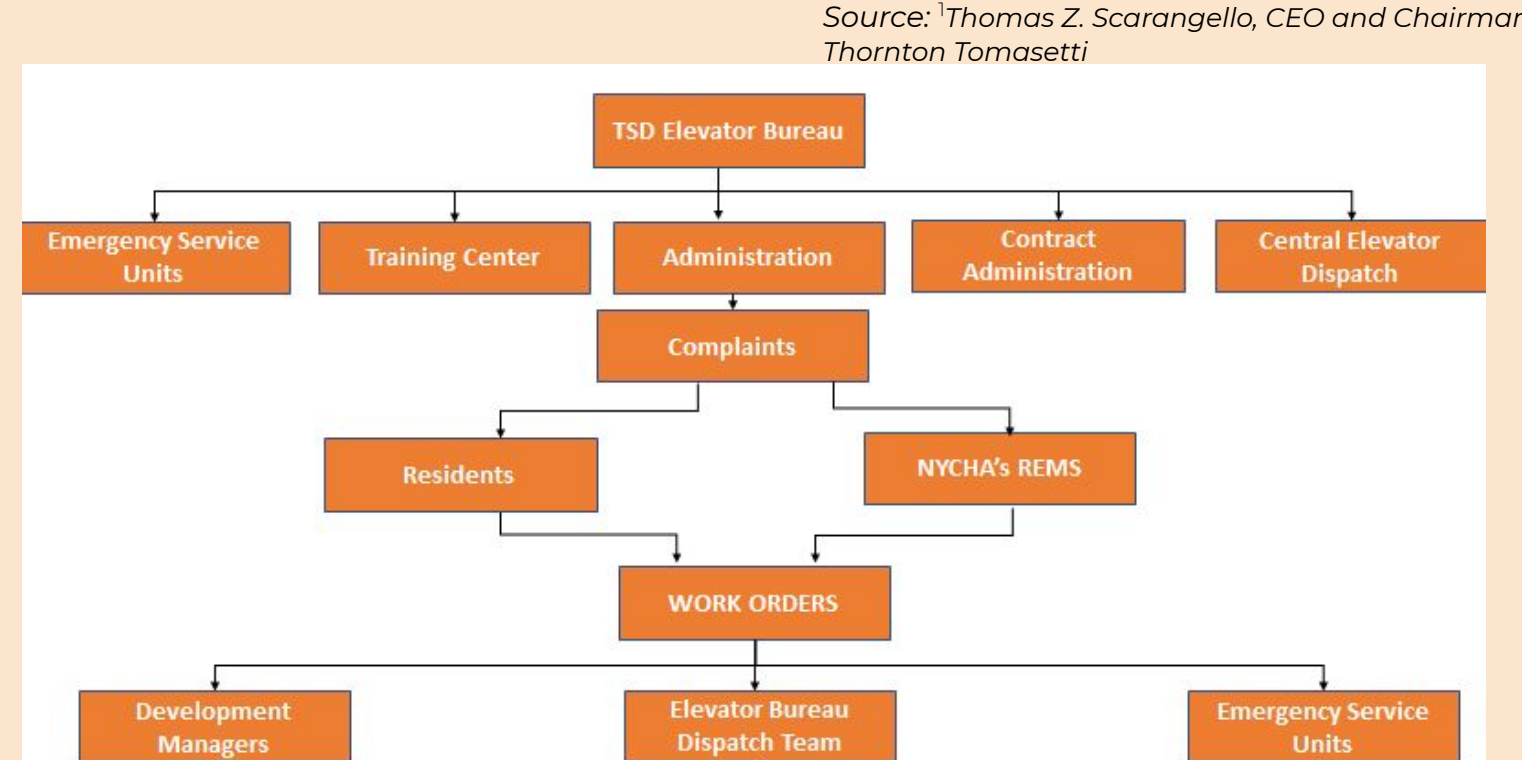 Source: ¹Thomas Z. Scarangello, CEO and Chairman
Thornton Tomasetti
TSD Elevator Bureau
Emergency Service
Units
Training Center
Administration
Contract
Administration
Central Elevator
Dispatch
Complaints
Residents
NYCHA’s REMS
WORK ORDERS
Development
Managers
Elevator Bureau
Dispatch Team
Emergency Service
Units